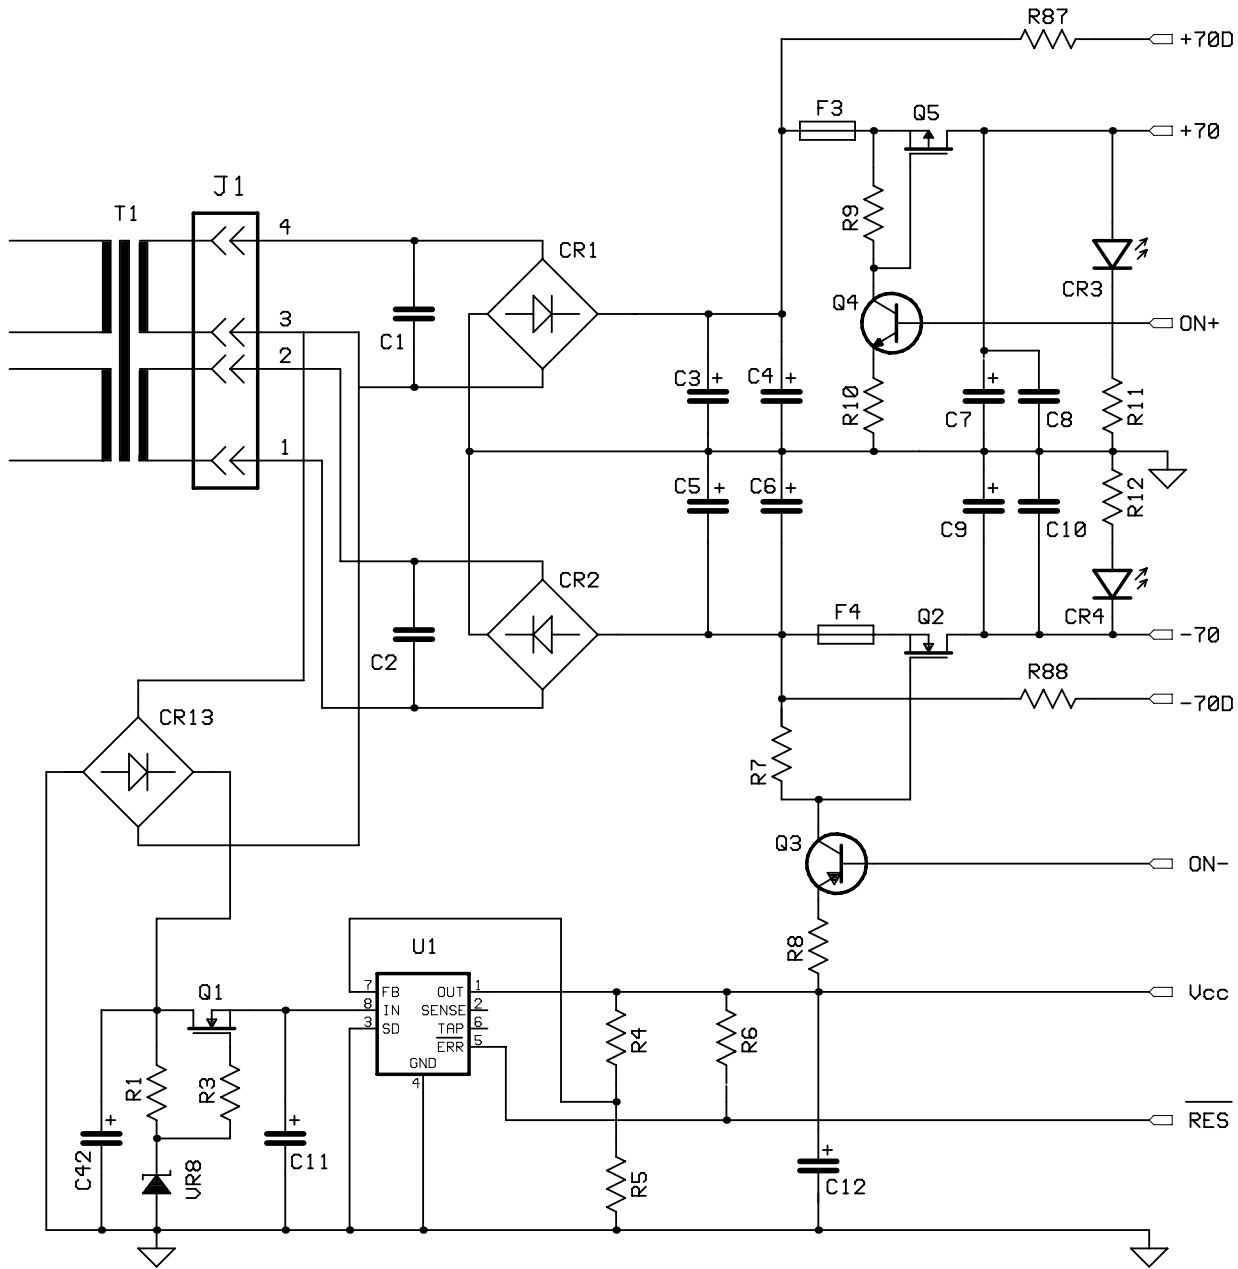 R87
+70D
F3
Q5
+70
J1
T1
4
R9
CR1
CR3
Q4
ON+
3
C1
2
C3
+
C4
+
R10
C7
+
C8
R11
1
C5
+
C6
+
C9
+
C10
R12
CR2
C2
CR4
F4
Q2
-70
R88
-70D
CR13
R7
Q3
ON-
R8
U1
7
FB
OUT
1
8
IN
SENSE
2
3
SD
TAP
6
ERR
5
GND
4
Vcc
Q1
R4
R6
R1
R3
RES
C42
+
VR8
C11
+
R5
C12
+